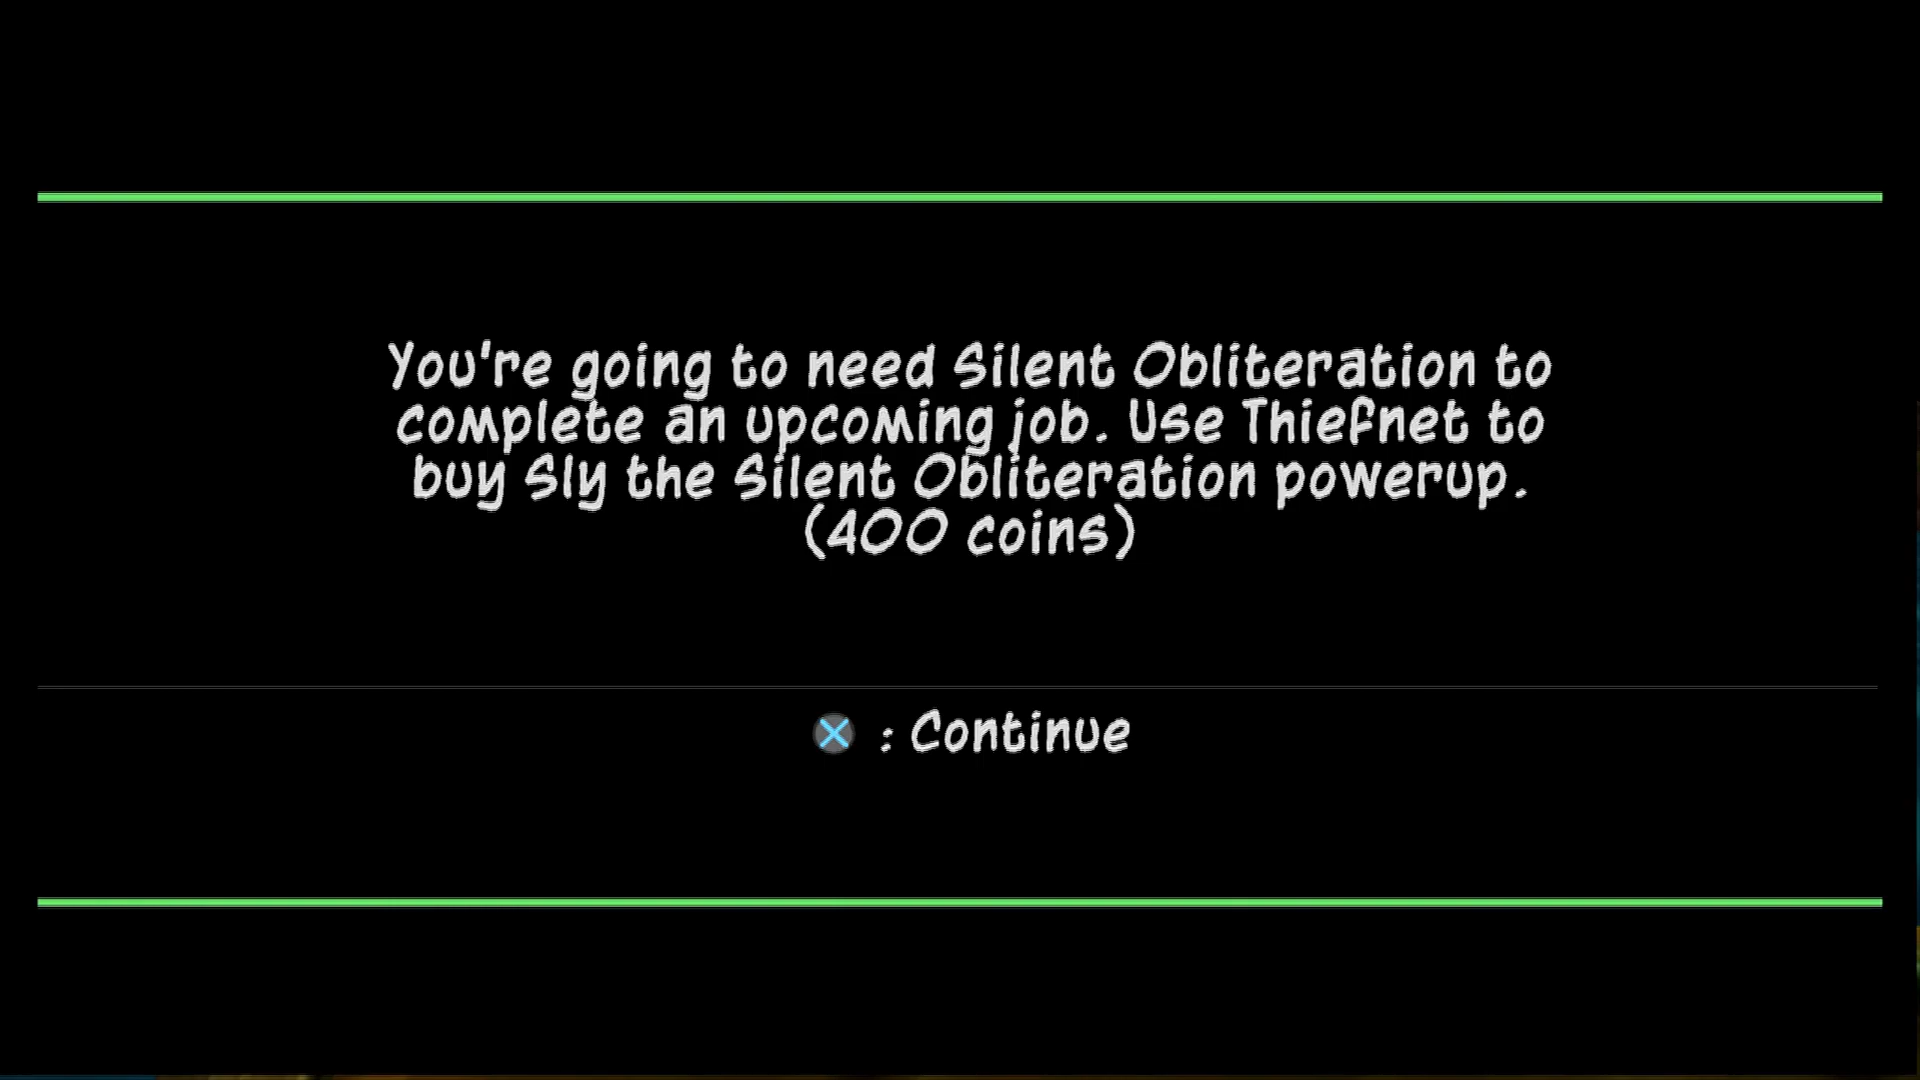 You're going to need Silent Obliteration to
complete an upcoming job. Use Thiefnet to
buy Sly the Silent Obliteration powerup.
(400 coins)
: Continue